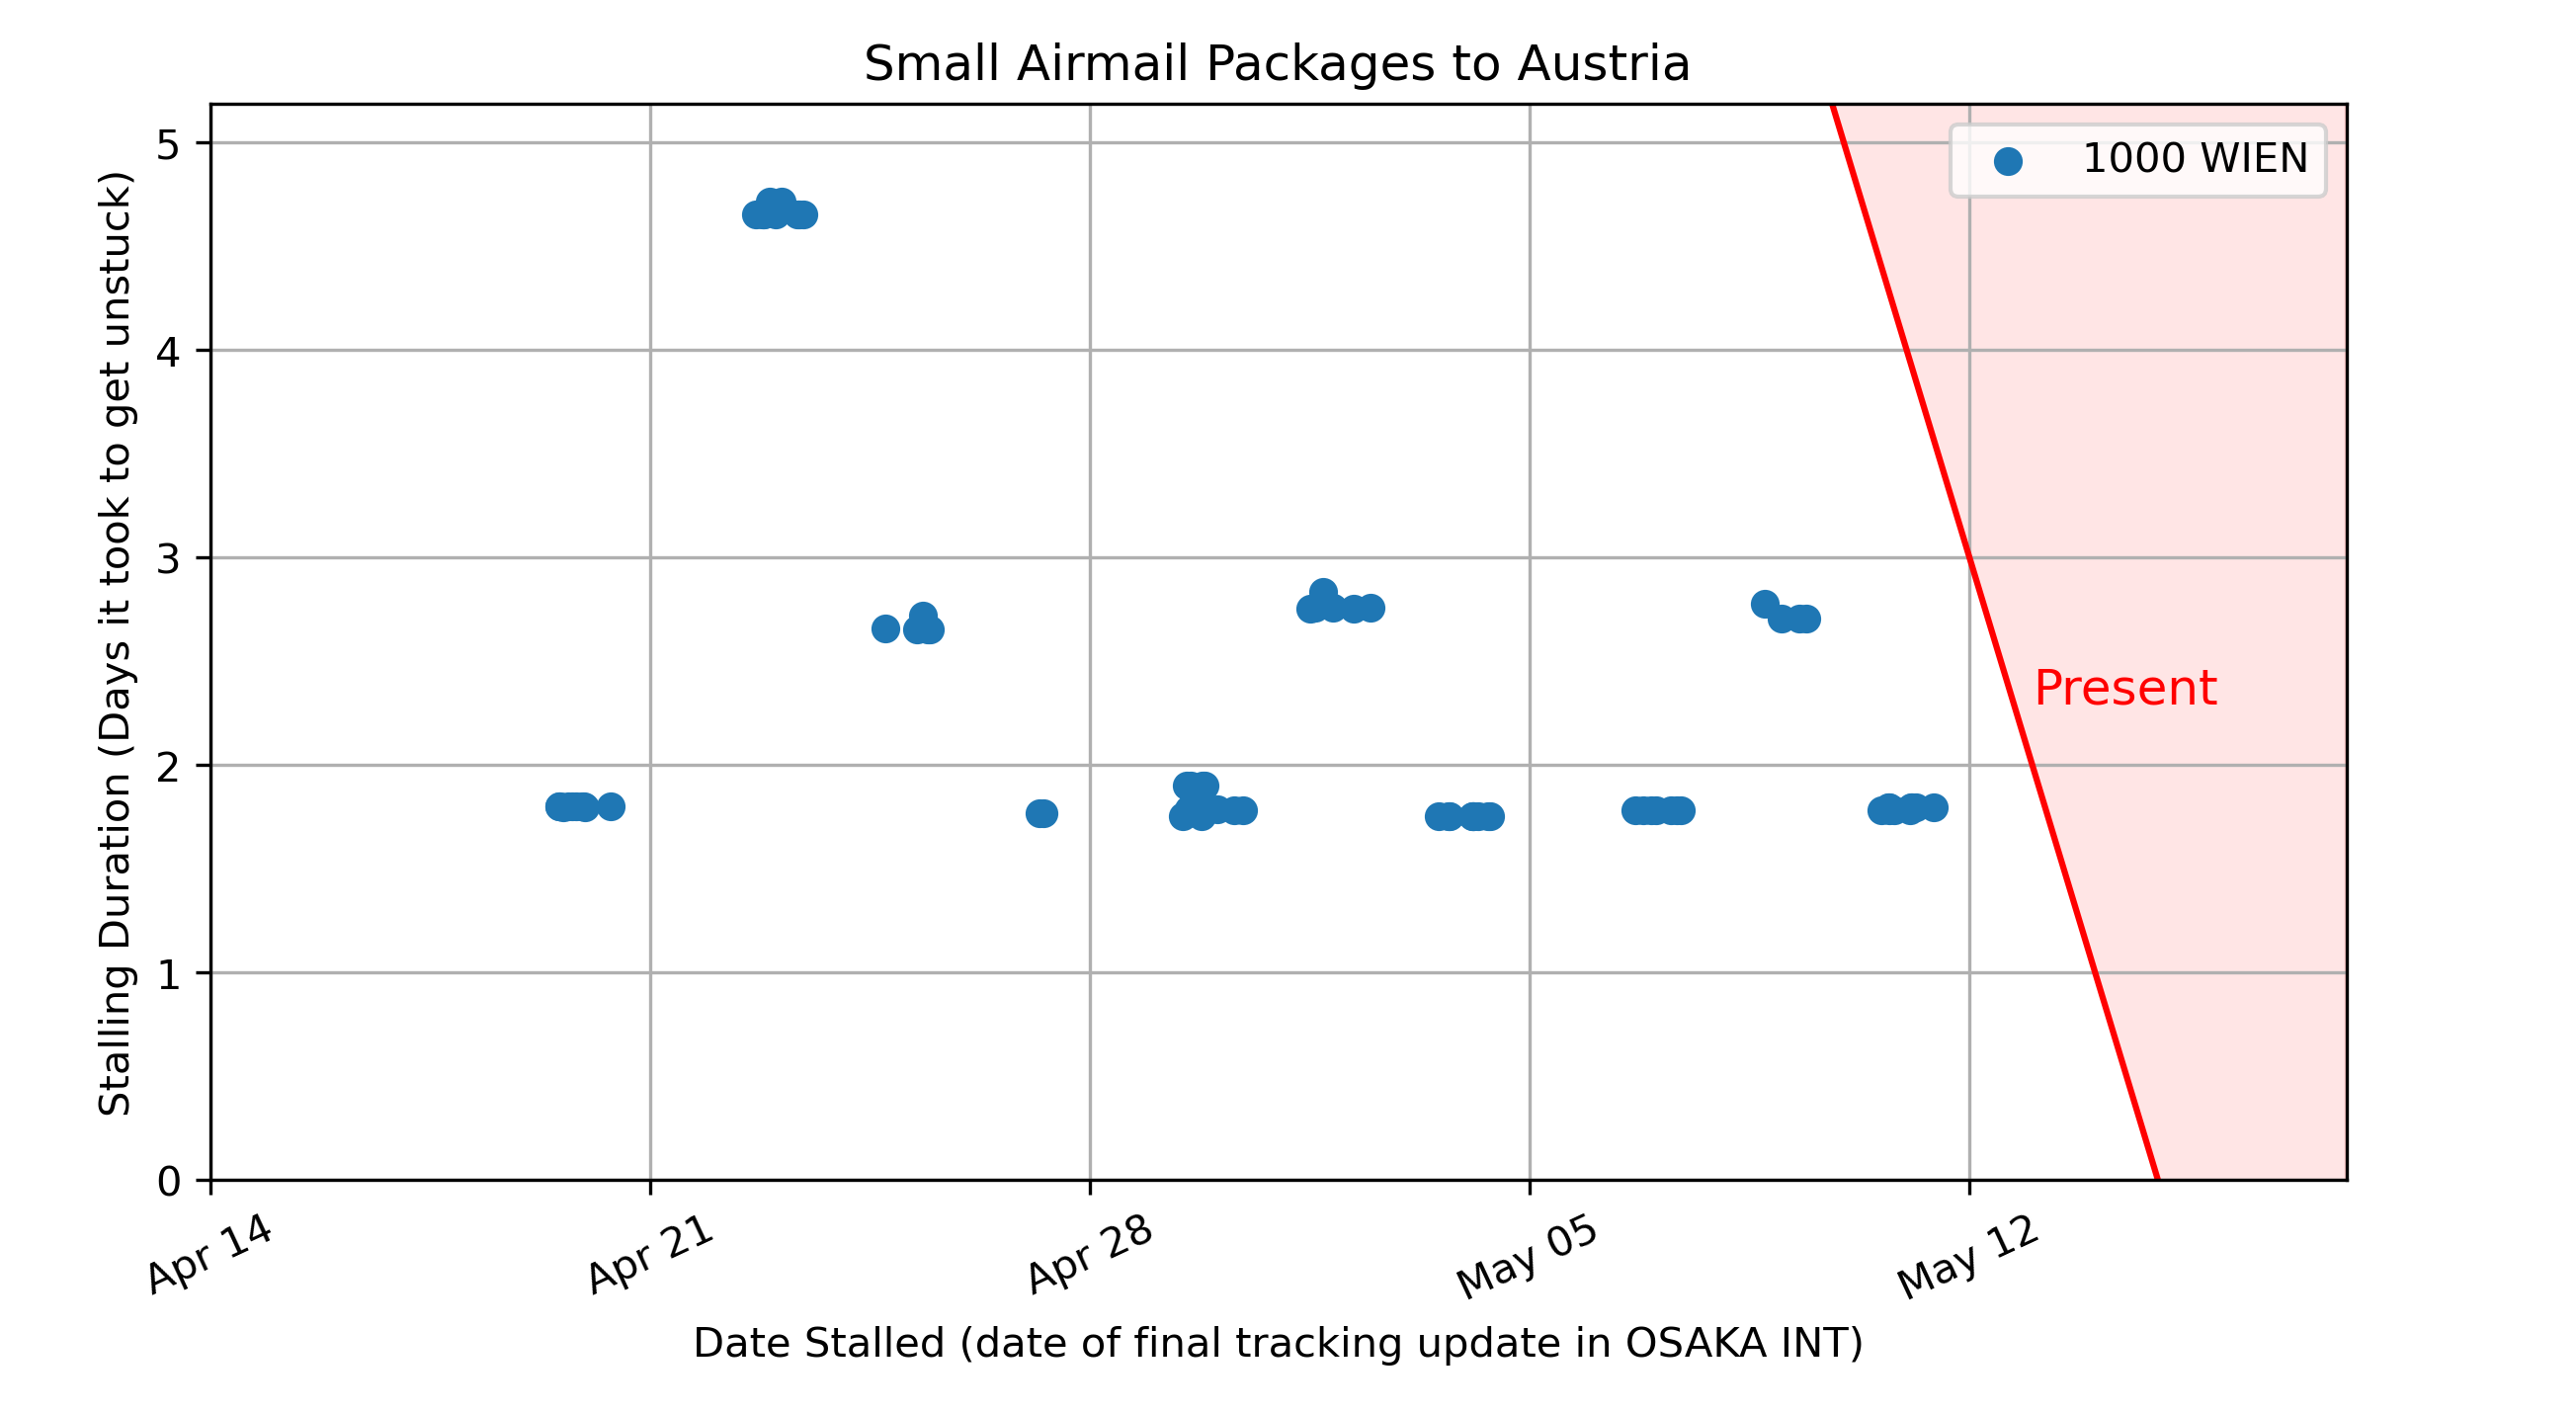 Small Airmail Packages to Austria
1000 WIEN
Present
Stalling Duration (Days it took to get unstuck)
5
4
3
2
1
0
Apr 14
Apr 21
Apr 28
May 05
May 12
Date Stalled (date of final tracking update in OSAKA INT)